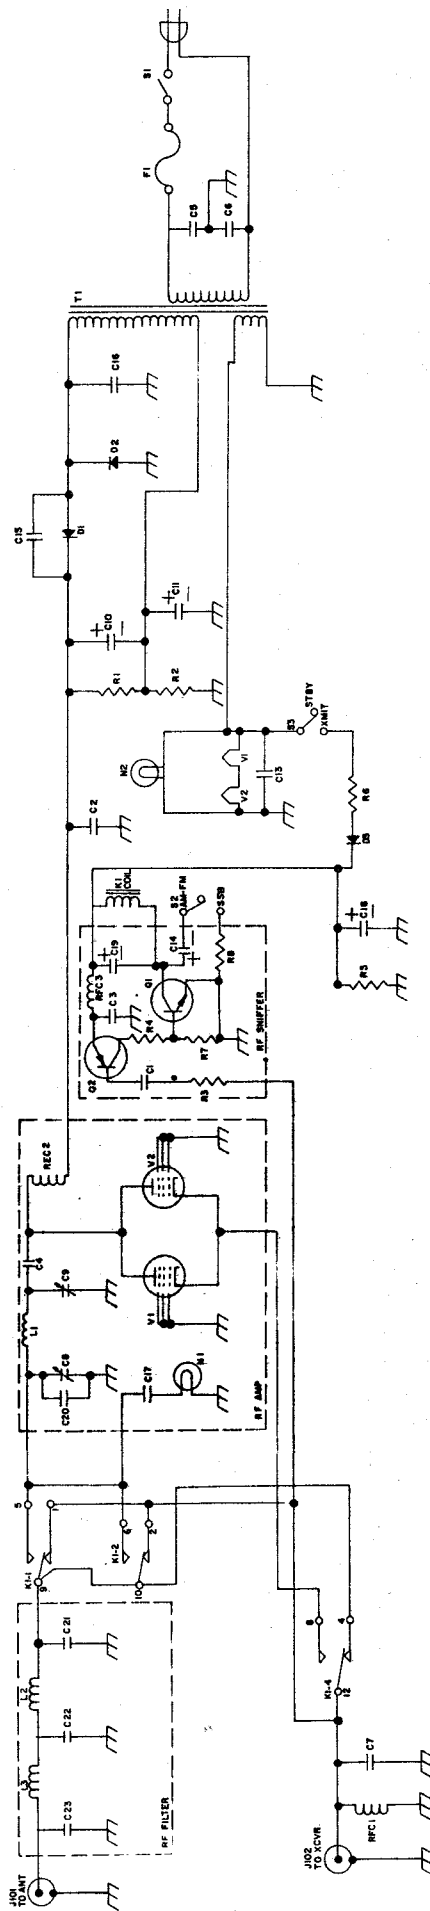 S1
F1
C5
C6
T1
C16
D2
C15
D1
C10
+
C11
+
R1
R2
N2
V2
V1
C13
S3
STBY
XMIT
C2
R6
D3
K1
COIL
S2
AM-FM
SSB
C14
+
C19
+
RFC3
C3
Q1
Q2
R4
R7
R8
C1
R3
RF SNIFFER
C18
+
R5
REC2
C9
L1
V2
V1
C8
C20
C17
RF AMP
5
1
K1-1
9
6
2
K1-2
10
8
4
K1-4
12
L2
C21
C22
L3
C23
RF FILTER
J101
TO ANT
C7
RFC1
J102
TO XCVR